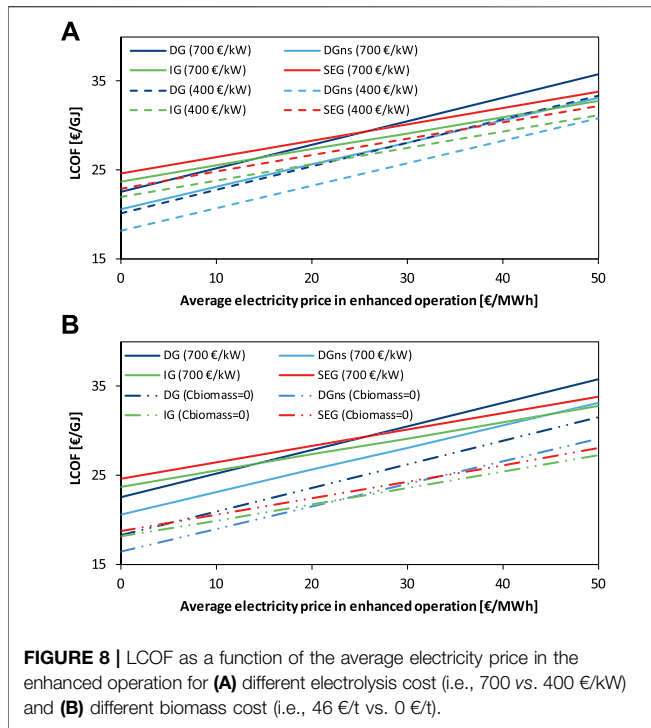 A
DG (700 €/kW) DGns (700 €/kW)
IG (700 €/kW) SEG (700 €/kW)
DG (400 €/kW) DGns (400 €/kW)
IG (400 €/kW) SEG (400 €/kW)
35
25
15
LCOF [€/GJ]
0 10 20 30 40 50
Average electricity price in enhanced operation [€/MWh]
B
DG (700 €/kW) DGns (700 €/kW)
IG (700 €/kW) SEG (700 €/kW)
DG (Cbiomass=0) DGns (Cbiomass=0)
IG (Cbiomass=0) SEG (Cbiomass=0)
35
25
15
LCOF [€/GJ]
0 10 20 30 40 50
Average electricity price in enhanced operation [€/MWh]
FIGURE 8 | LCOF as a function of the average electricity price in the
enhanced operation for (A) different electrolysis cost (i.e., 700 vs. 400 €/kW)
and (B) different biomass cost (i.e., 46 €/t vs. 0 €/t).